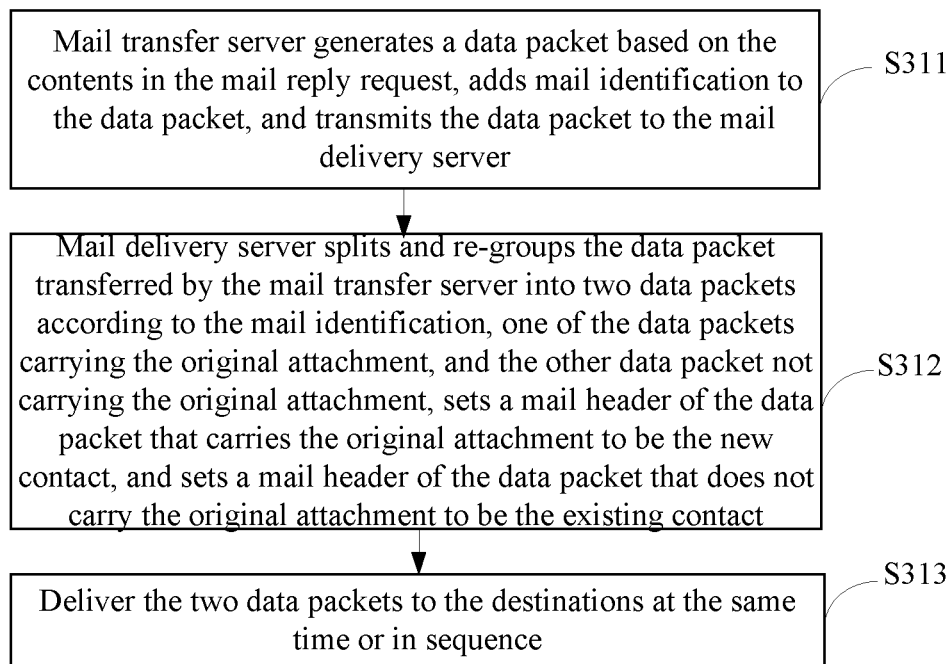 Mail transfer server generates a data packet based on the
contents in the mail reply request, adds mail identification to
the data packet, and transmits the data packet to the mail
delivery server
S311
Mail delivery server splits and re-groups the data packet
transferred by the mail transfer server into two data packets
according to the mail identification, one of the data packets
carrying the original attachment, and the other data packet not
carrying the original attachment, sets a mail header of the data
packet that carries the original attachment to be the new
contact, and sets a mail header of the data packet that does not
carry the original attachment to be the existing contact
S312
Deliver the two data packets to the destinations at the same
time or in sequence
S313